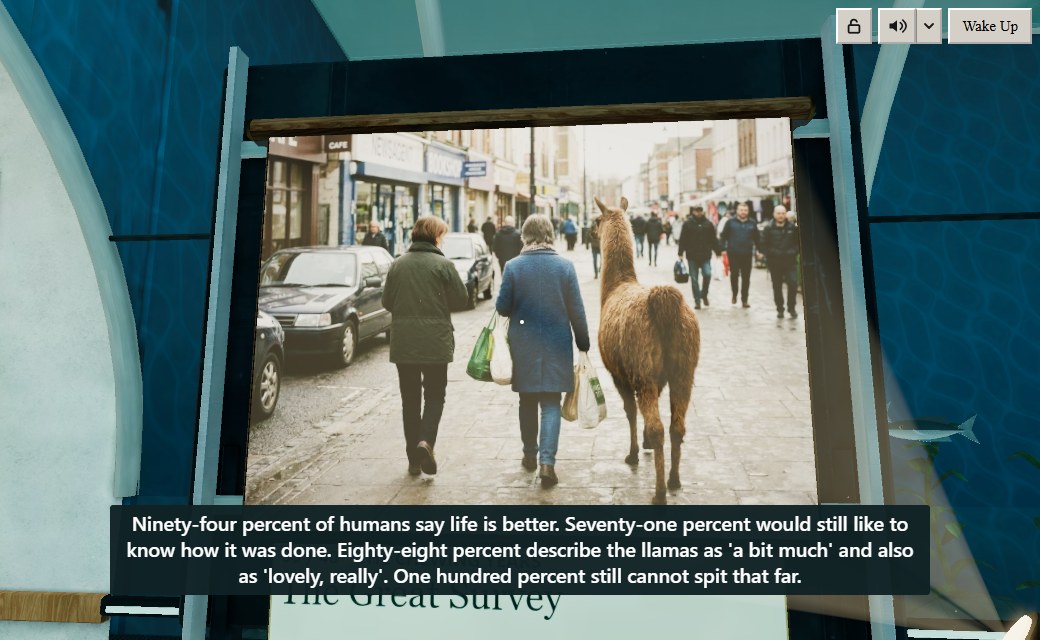 Wake Up
CAFE
NEWSAGENT
Ninety-four percent of humans say life is better. Seventy-one percent would still like to
know how it was done. Eighty-eight percent describe the llamas as 'a bit much' and also
as 'lovely, really'. One hundred percent still cannot spit that far.
The Great Survey